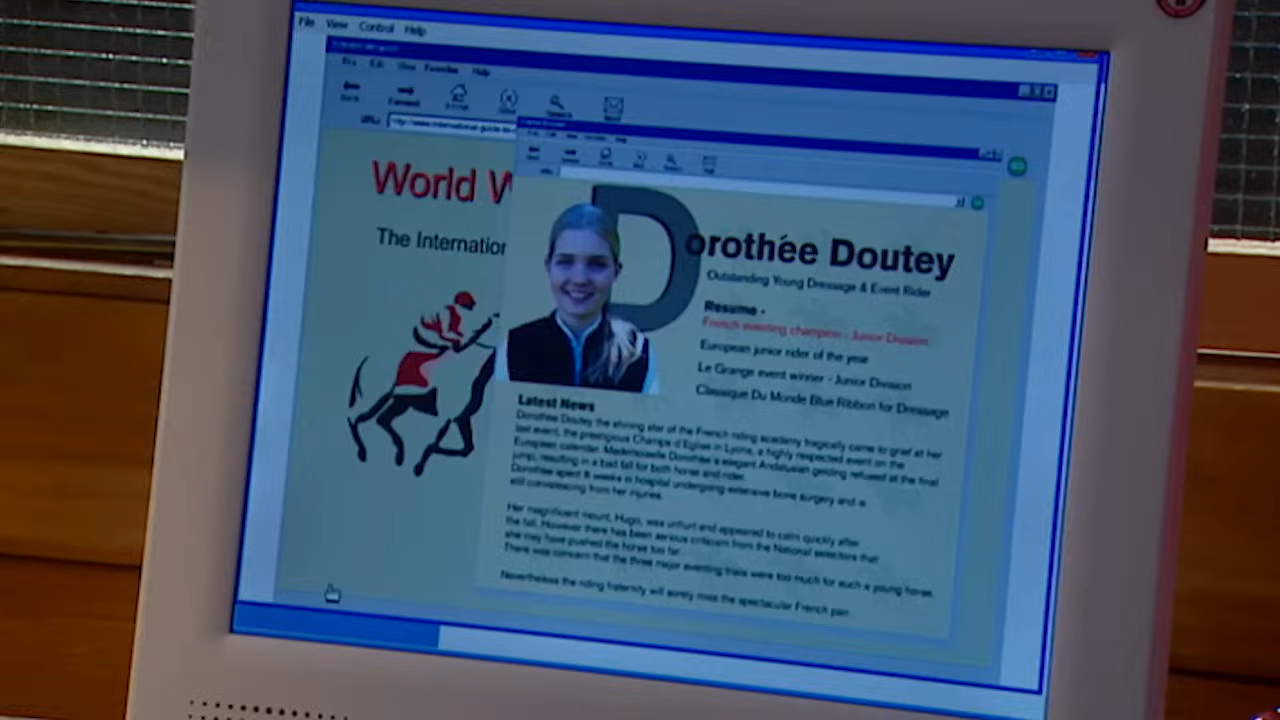 File View Control Help
View Favorites Help
Back Forward Home Search
World W
The Internation
Dorothée Doutey
Outstanding Young Dressage & Event Rider
Resume -
French eventing champion - Junior Division
European junior rider of the year
Le Grange event winner - Junior Division
Classique Du Monde Blue Ribbon for Dressage
Latest News
Dorothee Doutey the shining star of the French riding academy tragically came to grief at her
last event, the prestigious Champs d'Eglise in Lyons, a highly respected event on the
European calendar. Mademoiselle Dorothée's elegant Andalusian gelding refused at the final
jump, resulting in a bad fall for both horse and rider.
Dorothée spent 8 weeks in hospital undergoing extensive bone surgery and is
still convalescing from her injuries.
Her magnificent mount, Hugo, was unhurt and appeared to calm quickly after
the fall. However there has been serious criticism from the National selectors that
she may have pushed the horse too far.
There was concern that the three major eventing trials were too much for such a young horse.
Nevertheless the riding fraternity will sorely miss the spectacular French pair.